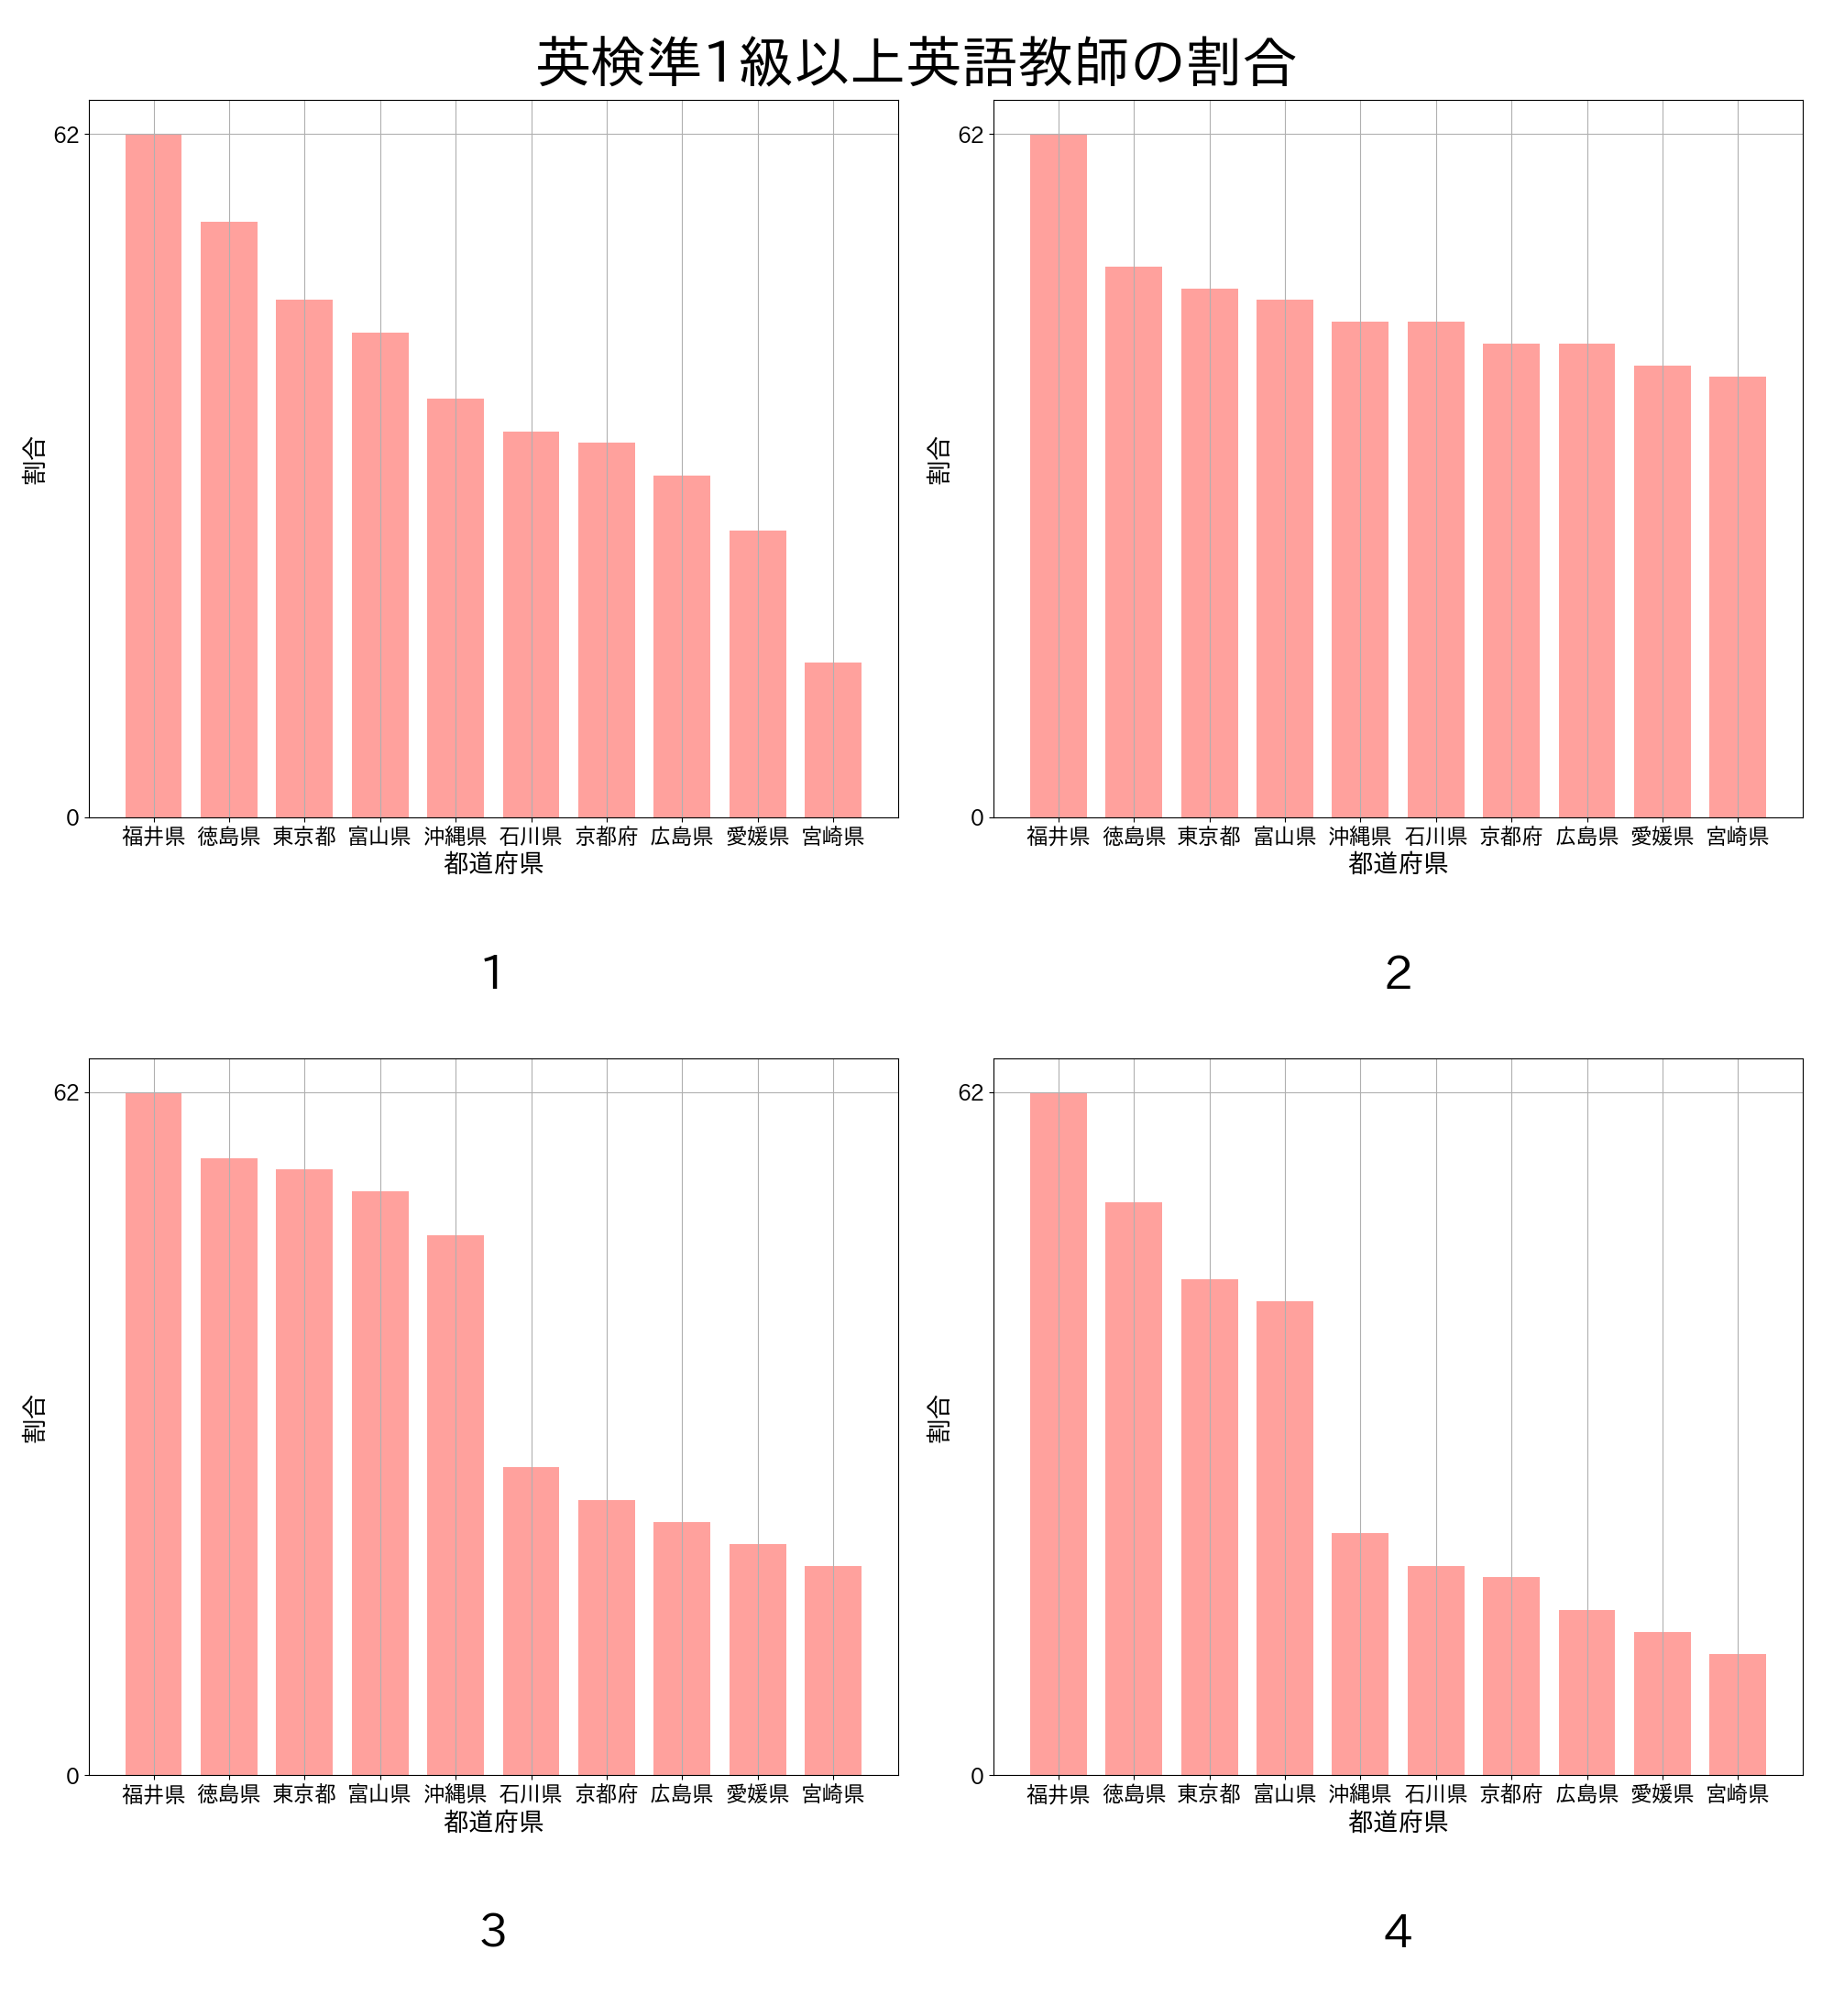 英検準1級以上英語教師の割合
62
0
割合
福井県 徳島県 東京都 富山県 沖縄県 石川県 京都府 広島県 愛媛県 宮崎県
都道府県
1
62
0
割合
福井県 徳島県 東京都 富山県 沖縄県 石川県 京都府 広島県 愛媛県 宮崎県
都道府県
2
62
0
割合
福井県 徳島県 東京都 富山県 沖縄県 石川県 京都府 広島県 愛媛県 宮崎県
都道府県
3
62
0
割合
福井県 徳島県 東京都 富山県 沖縄県 石川県 京都府 広島県 愛媛県 宮崎県
都道府県
4